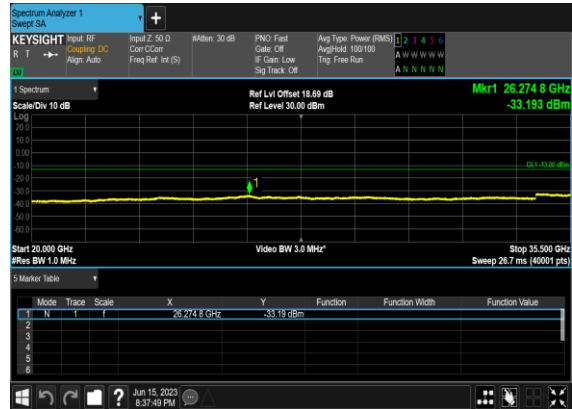 Spectrum Analyzer 1
Swept SA
+
KEYSIGHT Input: RF Input Z: 50 Ω #Atten: 30 dB PNO: Fast Avg Type: Power (RMS) 1 2 3 4 5 6
R T Coupling: DC Corr CCorr Gate: Off Avg|Hold: 100/100 A W W W W W
Align: Auto Freq Ref: Int (S) IF Gain: Low Trig: Free Run
Sig Track: Off A N N N N N
1 Spectrum Ref Lvl Offset 18.69 dB Mkr1 26.274 8 GHz
Scale/Div 10 dB Ref Level 30.00 dBm -33.193 dBm
Log
20.0
10.0
0.00
-10.0
DL1 -13.00 dBm
-20.0
1
-30.0
-40.0
-50.0
-60.0
Start 20.000 GHz Video BW 3.0 MHz* Stop 35.500 GHz
#Res BW 1.0 MHz Sweep 26.7 ms (40001 pts)
5 Marker Table
Mode Trace Scale X Y Function Function Width Function Value
1 N 1 f 26.274 8 GHz -33.19 dBm
2
3
4
5
6
? Jun 15, 2023
8:37:49 PM